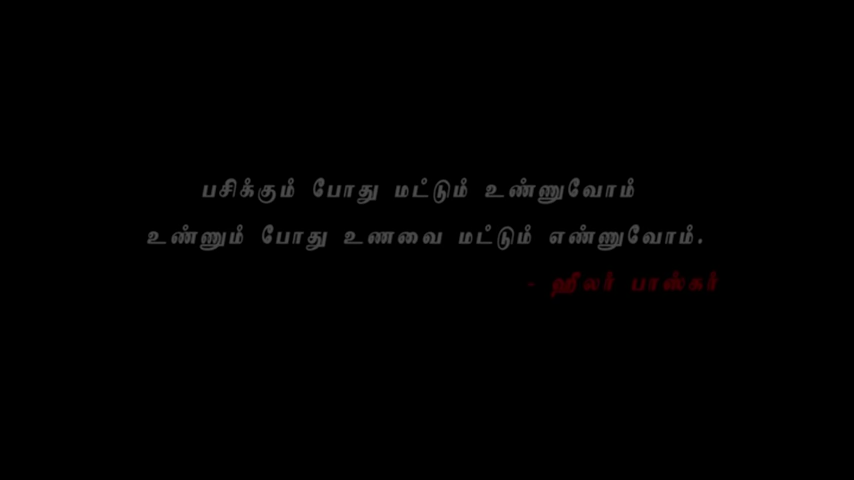 பசிக்கும் போது மட்டும் உண்ணுவோம்
உண்ணும் போது உணவை மட்டும் எண்ணுவோம்.
- ஹீலர் பாஸ்கர்